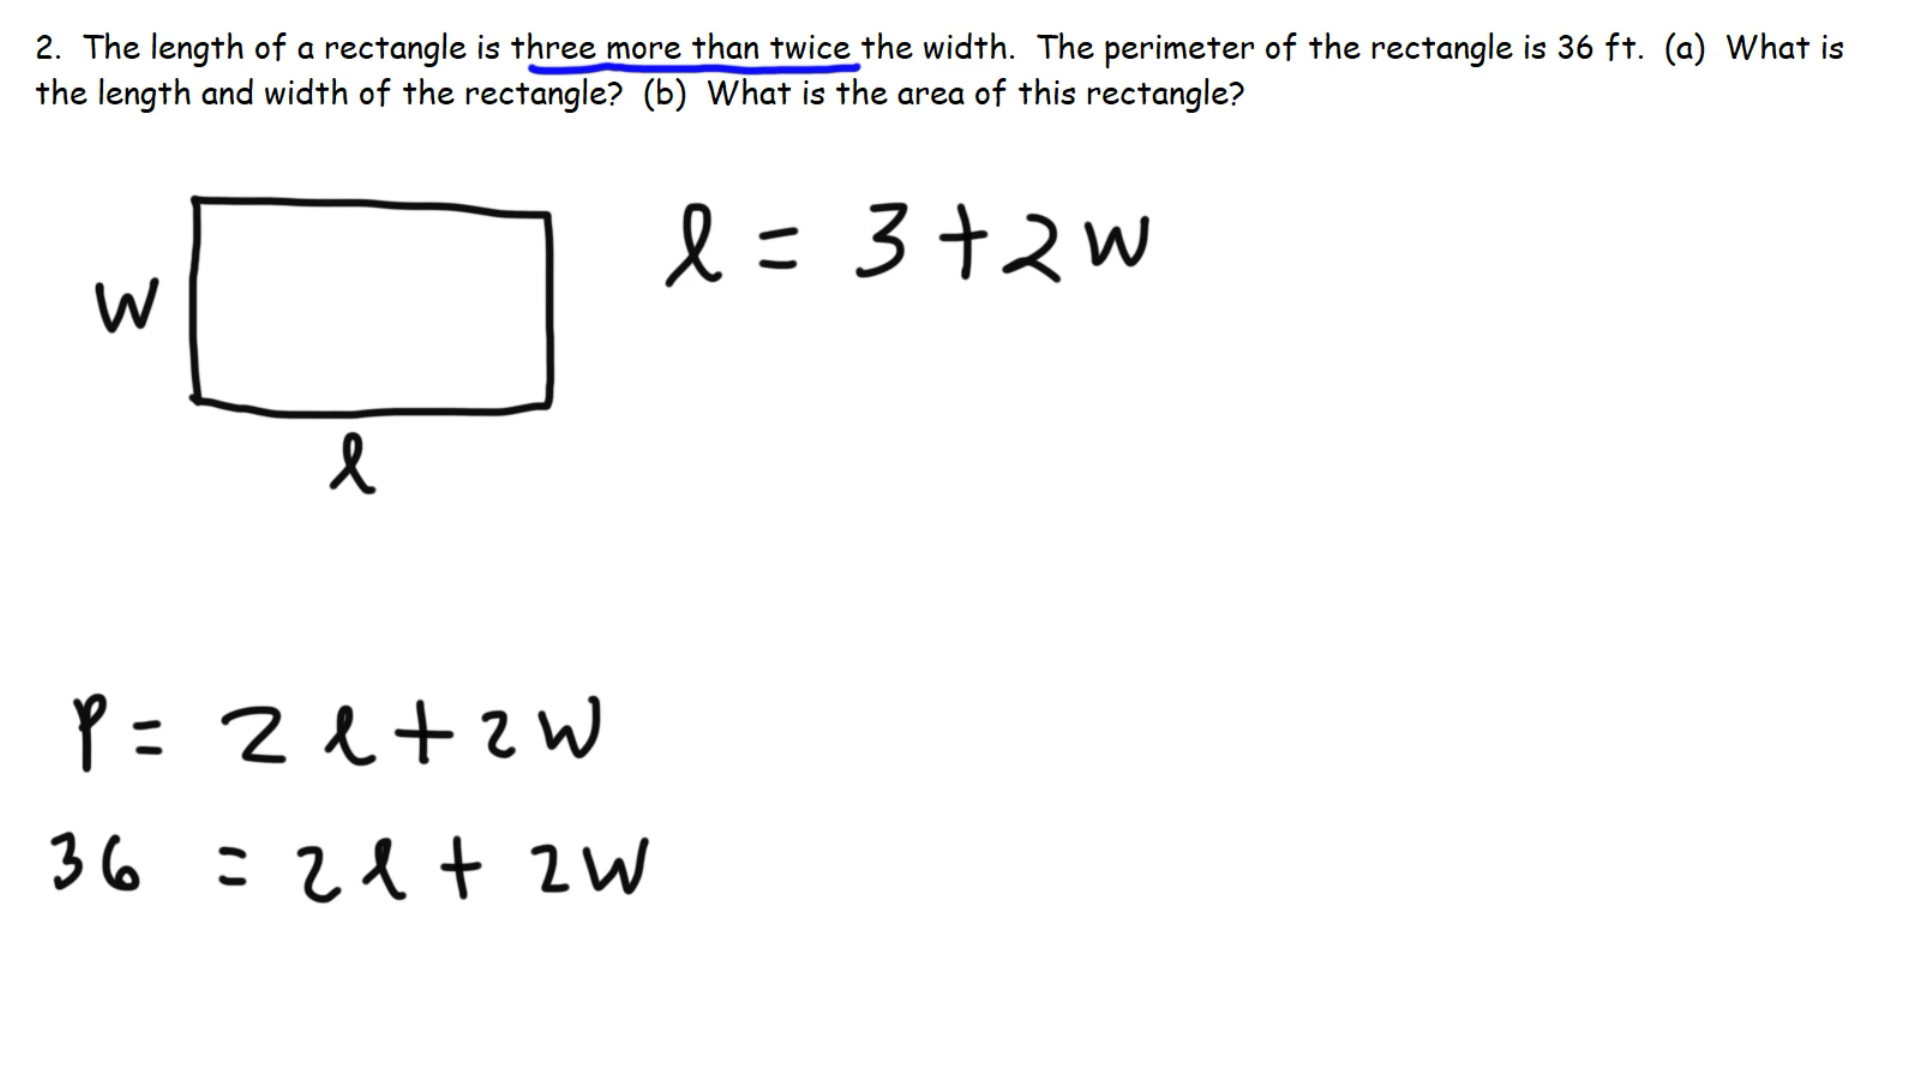 2. The length of a rectangle is three more than twice the width. The perimeter of the rectangle is 36 ft. (a) What is
the length and width of the rectangle? (b) What is the area of this rectangle?
l = 3 + 2w
w
l
P = 2l + 2w
36 = 2l + 2w